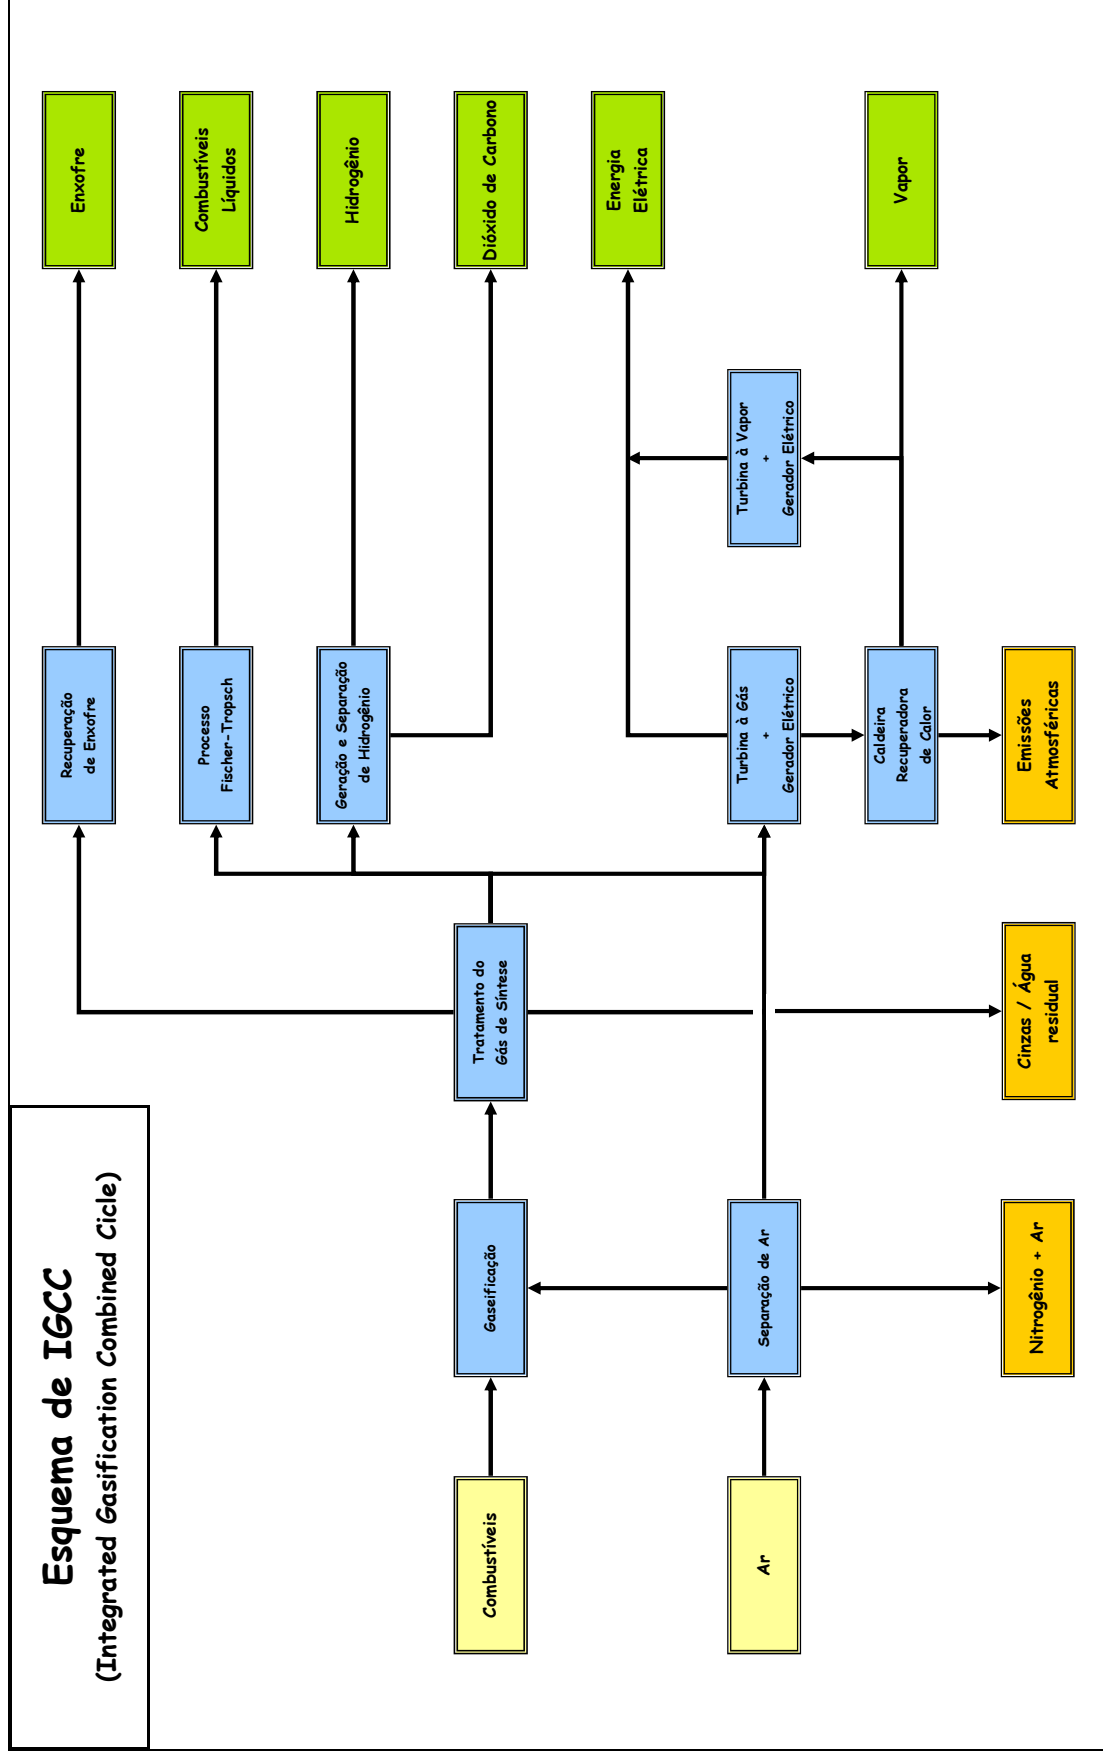 Esquema de IGCC
(Integrated Gasification Combined Cicle)
Enxofre
Combustíveis
Líquidos
Hidrogênio
Dióxido de Carbono
Energia
Elétrica
Vapor
Turbina à Vapor
+
Gerador Elétrico
Recuperação
de Enxofre
Processo
Fischer-Tropsch
Geração e Separação
de Hidrogênio
Turbina à Gás
+
Gerador Elétrico
Caldeira
Recuperadora
de Calor
Emissões
Atmosféricas
Tratamento do
Gás de Síntese
Cinzas / Água
residual
Gaseificação
Separação de Ar
Nitrogênio + Ar
Combustíveis
Ar